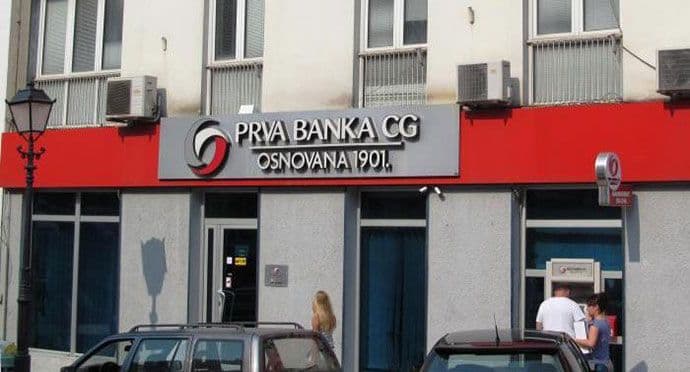 PRVA BANKA CG
OSNOVANA 1901.